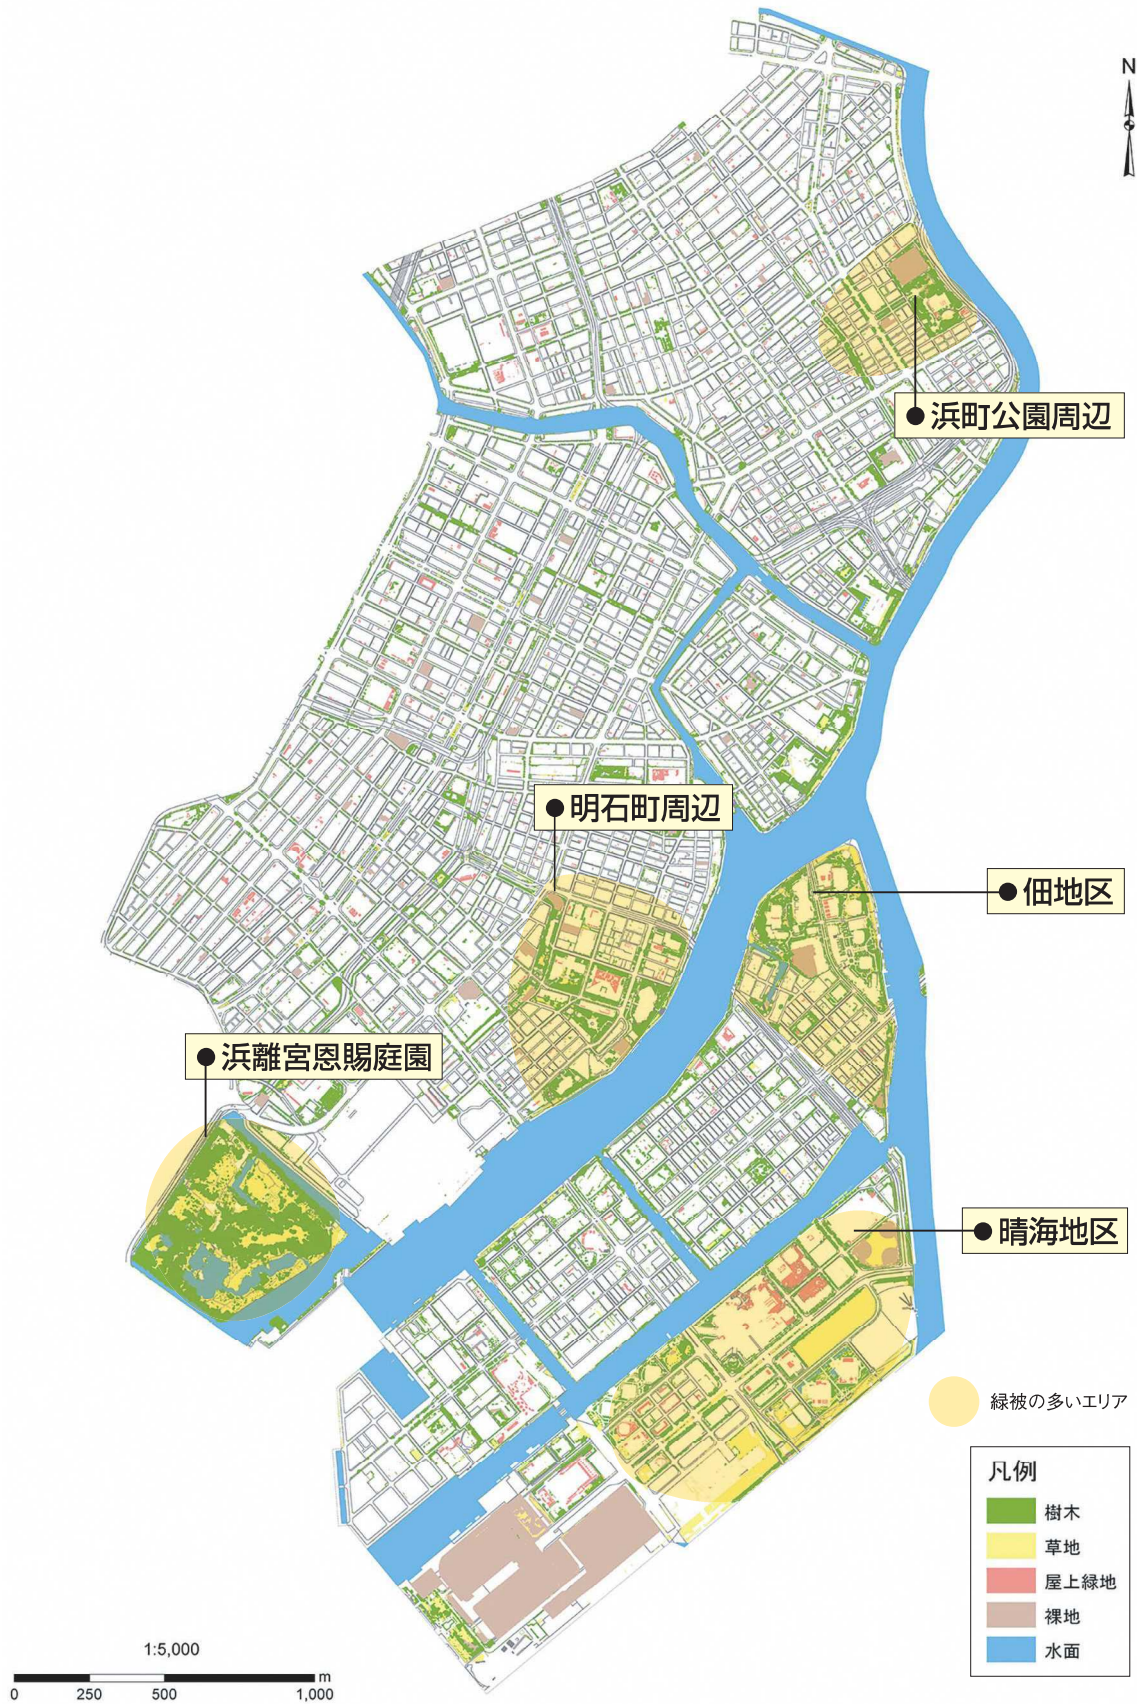 N
浜町公園周辺
明石町周辺
佃地区
浜離宮恩賜庭園
晴海地区
緑被の多いエリア
凡例
樹木
草地
屋上緑地
裸地
水面
1:5,000
m
0 250 500 1,000